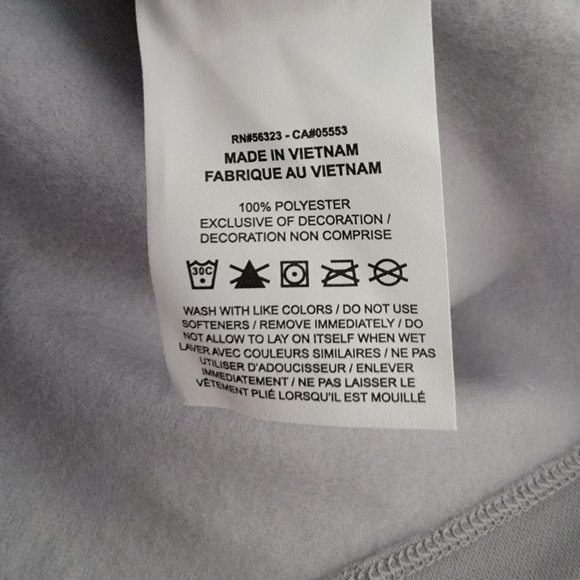 RN#56323 - CA#05553
MADE IN VIETNAM
FABRIQUE AU VIETNAM
100% POLYESTER
EXCLUSIVE OF DECORATION /
DECORATION NON COMPRISE
30C
WASH WITH LIKE COLORS / DO NOT USE
SOFTENERS / REMOVE IMMEDIATELY / DO
NOT ALLOW TO LAY ON ITSELF WHEN WET
LAVER AVEC COULEURS SIMILAIRES / NE PAS
UTILISER D'ADOUCISSEUR / ENLEVER
IMMEDIATEMENT / NE PAS LAISSER LE
VÊTEMENT PLIÉ LORSQU'IL EST MOUILLÉ